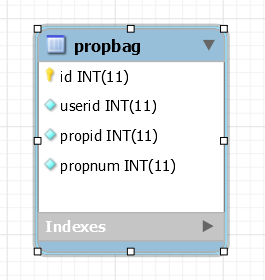 propbag
id INT(11)
userid INT(11)
propid INT(11)
propnum INT(11)
Indexes